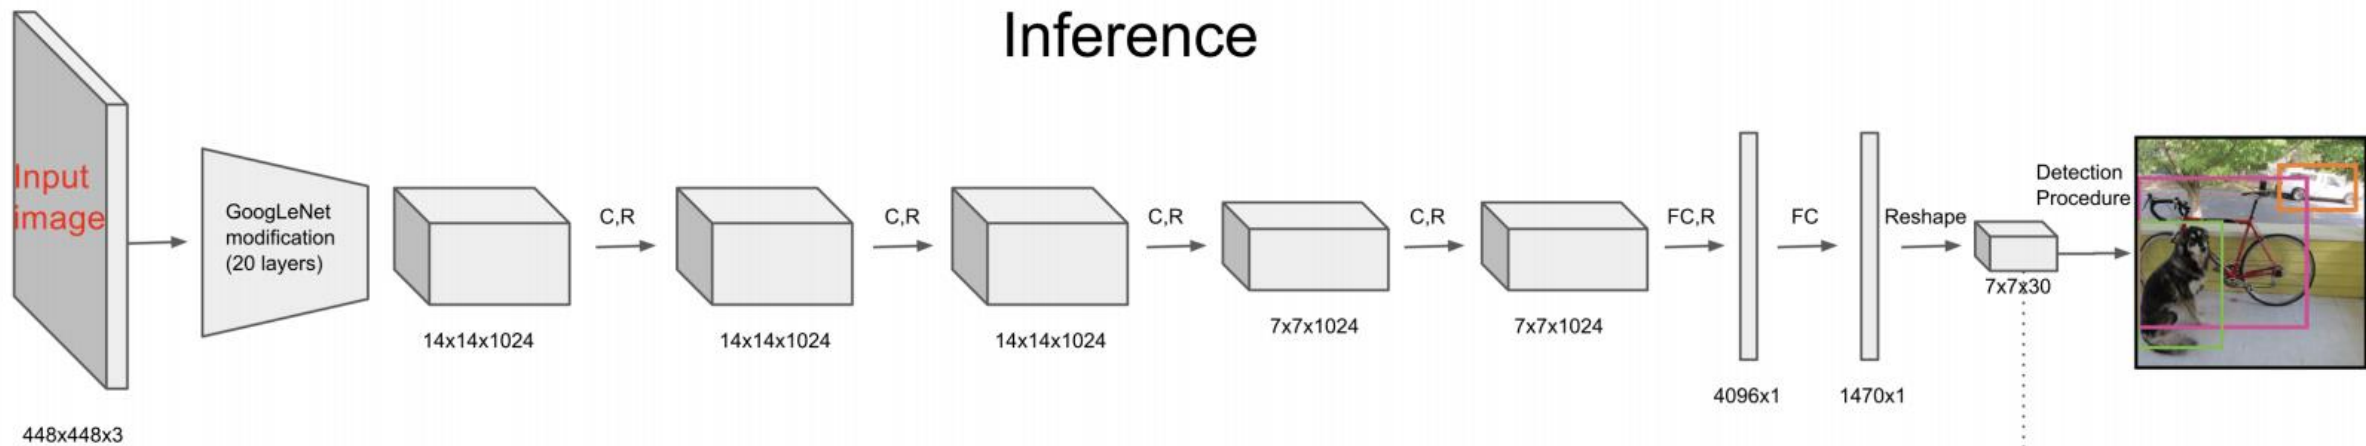 Inference
Input
image
448x448x3
GoogLeNet
modification
(20 layers)
14x14x1024
C,R
14x14x1024
C,R
14x14x1024
C,R
7x7x1024
C,R
7x7x1024
FC,R
4096x1
FC
1470x1
Reshape
7x7x30
Detection
Procedure